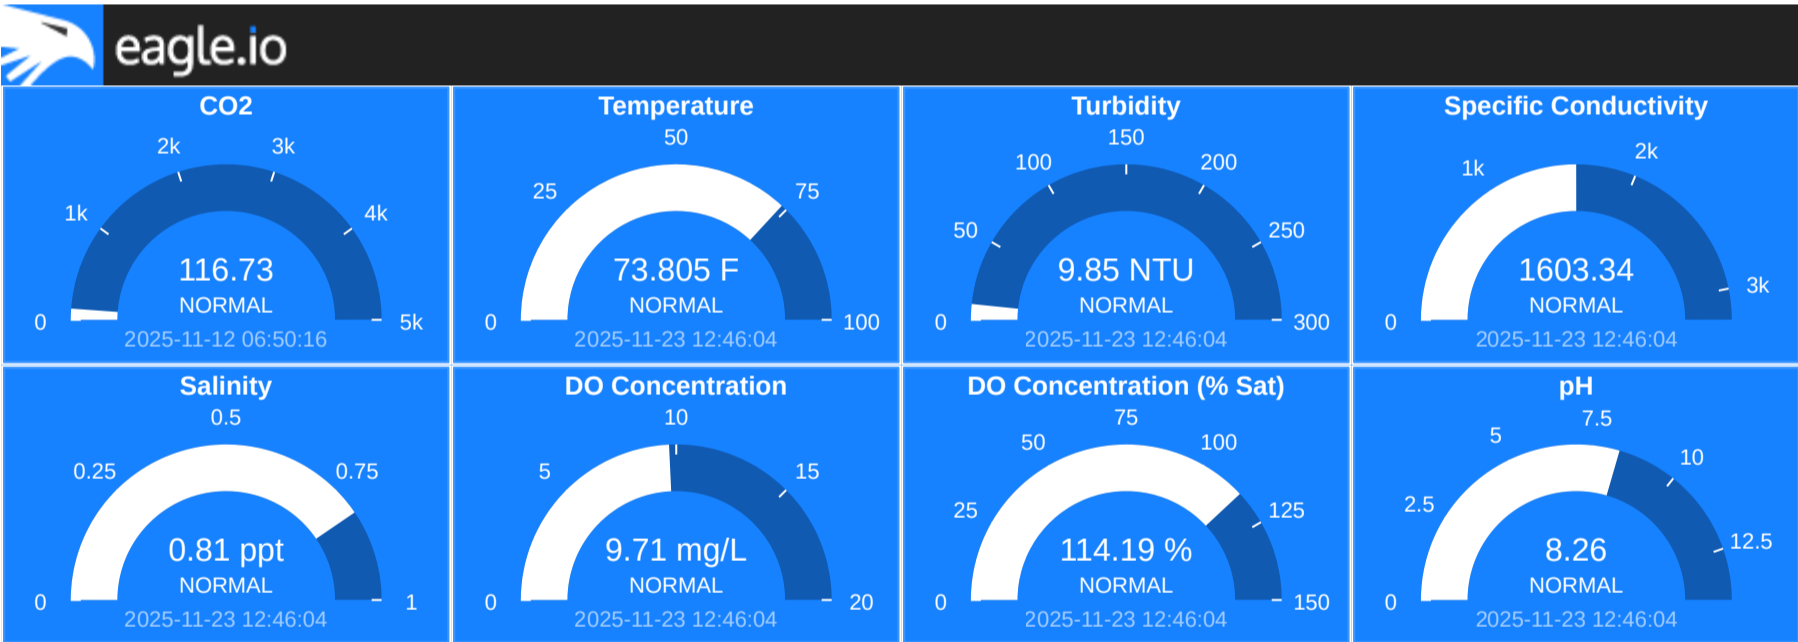 eagle.io
CO2
0
1k
2k
3k
4k
5k
116.73
NORMAL
2025-11-12 06:50:16
Temperature
0
25
50
75
100
73.805 F
NORMAL
2025-11-23 12:46:04
Turbidity
0
50
100
150
200
250
300
9.85 NTU
NORMAL
2025-11-23 12:46:04
Specific Conductivity
0
1k
2k
3k
1603.34
NORMAL
2025-11-23 12:46:04
Salinity
0
0.25
0.5
0.75
1
0.81 ppt
NORMAL
2025-11-23 12:46:04
DO Concentration
0
5
10
15
20
9.71 mg/L
NORMAL
2025-11-23 12:46:04
DO Concentration (% Sat)
0
25
50
75
100
125
150
114.19 %
NORMAL
2025-11-23 12:46:04
pH
0
2.5
5
7.5
10
12.5
8.26
NORMAL
2025-11-23 12:46:04